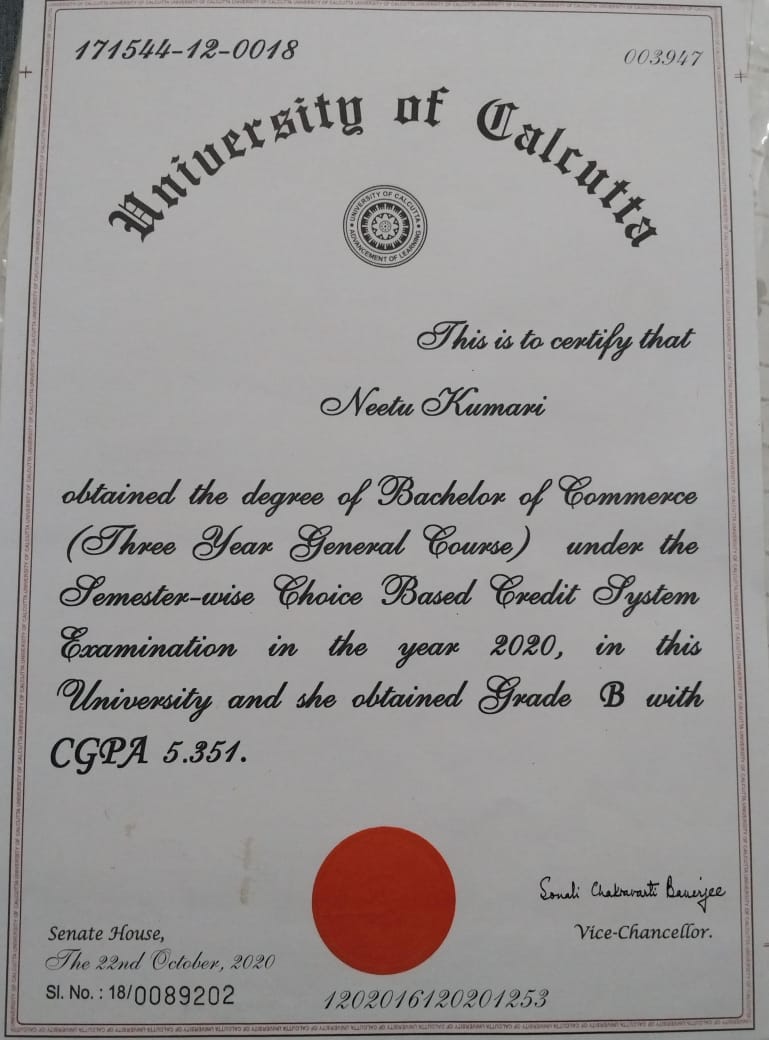 171544-12-0018
003947
University of Calcutta
UNIVERSITY OF CALCUTTA
ADVANCEMENT OF LEARNING
This is to certify that
Neetu Kumari
obtained the degree of Bachelor of Commerce
(Three Year General Course) under the
Semester-wise Choice Based Credit System
Examination in the year 2020, in this
University and she obtained Grade B with
CGPA 5.351.
Sonali Chakravarti Banerjee
Senate House,
Vice-Chancellor.
The 22nd October, 2020
Sl. No. : 18/0089202
1202016120201253